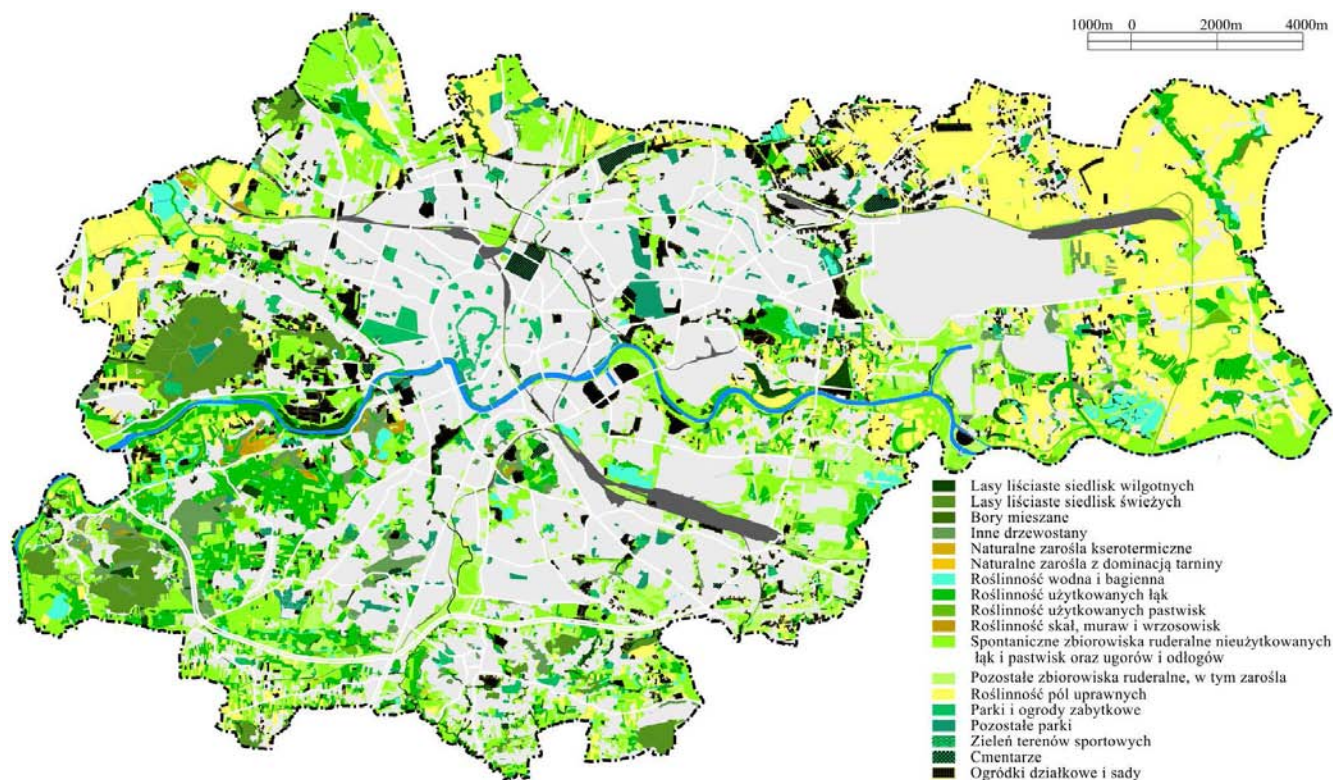 1000m 0 2000m 4000m
Lasy liściaste siedlisk wilgotnych
Lasy liściaste siedlisk świeżych
Bory mieszane
Inne drzewostany
Naturalne zarośla kserotermiczne
Naturalne zarośla z dominacją tarniny
Roślinność wodna i bagienna
Roślinność użytkowanych łąk
Roślinność użytkowanych pastwisk
Roślinność skał, muraw i wrzosowisk
Spontaniczne zbiorowiska ruderalne nieużytkowanych
łąk i pastwisk oraz ugorów i odłogów
Pozostałe zbiorowiska ruderalne, w tym zarośla
Roślinność pól uprawnych
Parki i ogrody zabytkowe
Pozostałe parki
Zieleń terenów sportowych
Cmentarze
Ogródki działkowe i sady